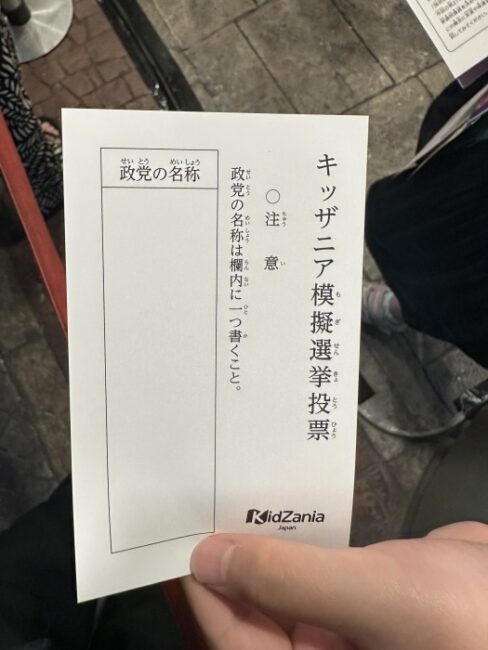 キッザニア模擬選挙投票
○注意
政党の名称は欄内に一つ書くこと。
政党の名称
KidZania
Japan